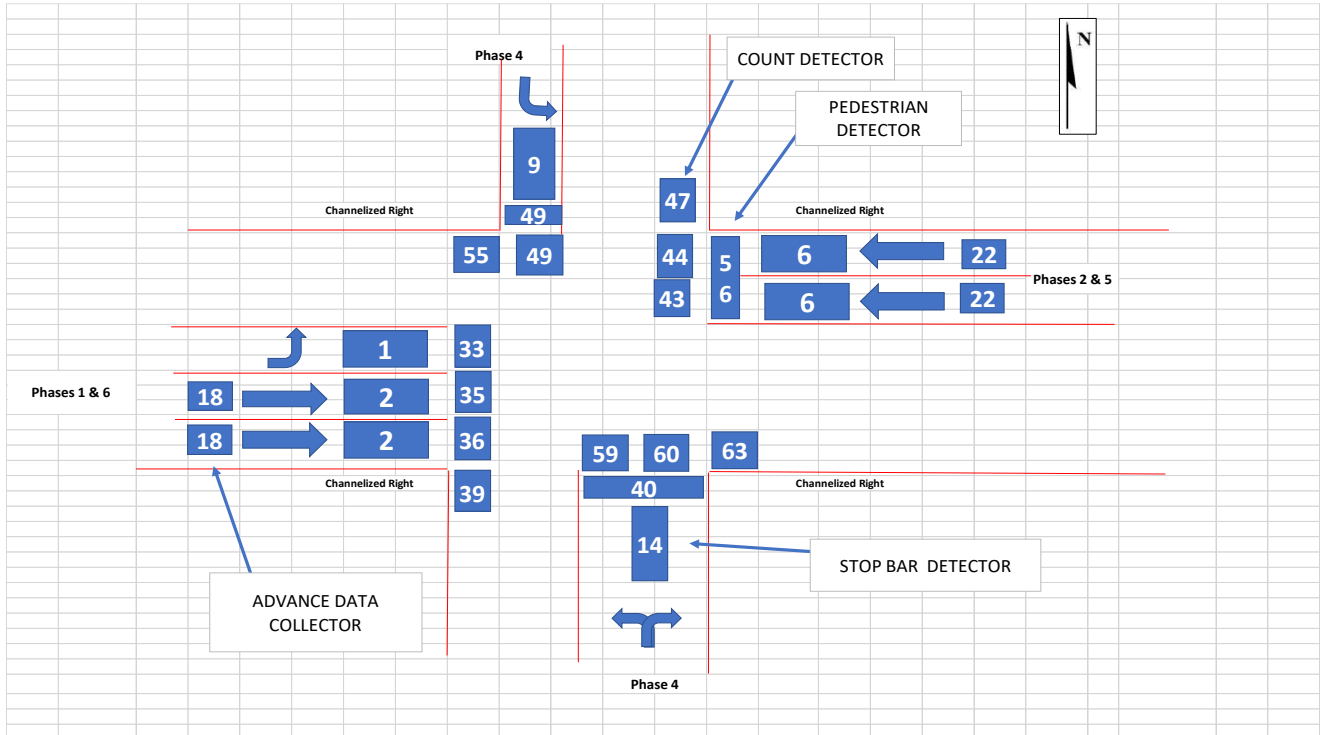 Phase 4
COUNT DETECTOR
N
PEDESTRIAN
DETECTOR
9
47
49
Channelized Right
Channelized Right
55
49
44
5
6
22
43
6
6
22
Phases 2 & 5
1
33
Phases 1 & 6
18
2
35
18
2
36
59
60
63
Channelized Right
39
40
Channelized Right
14
STOP BAR DETECTOR
ADVANCE DATA
COLLECTOR
Phase 4